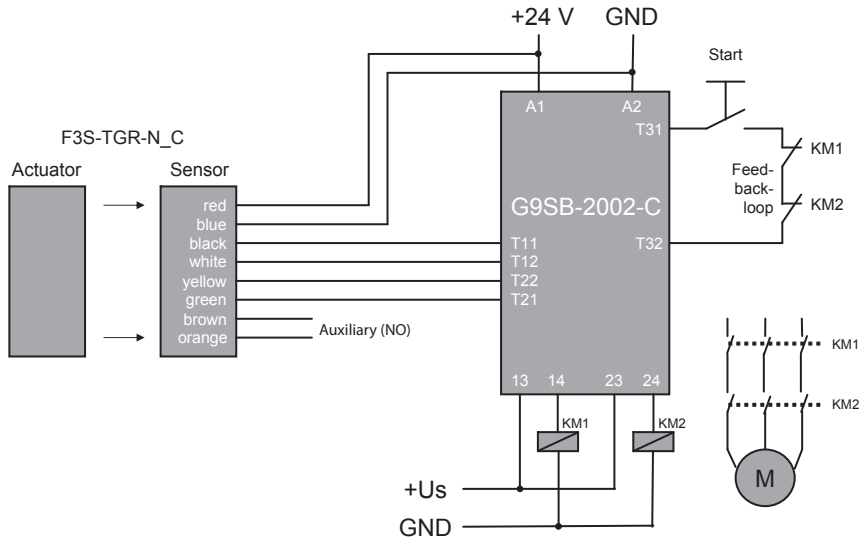 +24 V GND
Start
A1 A2
T31
F3S-TGR-N_C
Actuator Sensor
KM1
Feed-
back-
loop
KM2
G9SB-2002-C
red
blue
black T11 T32
white T12
yellow T22
green T21
brown
orange
Auxiliary (NO)
KM1
13 14 23 24
KM2
KM1 KM2
M
+Us
GND